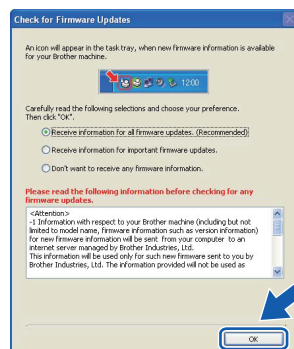 Check for Firmware Updates
An icon will appear in the task tray, when new firmware information is available
for your Brother machine.
12:00
Carefully read the following selections and choose your preference.
Then click "OK".
Receive information for all firmware updates. (Recommended)
Receive information for important firmware updates.
Don't want to receive any firmware information.
Please read the following information before checking for any
firmware updates.
<Attention>
-1 Information with respect to your Brother machine (including but not
limited to model name, firmware information such as version information)
for new firmware information will be sent from your computer to an
internet server managed by Brother Industries, Ltd.
This information will be used only for such new firmware sent to you by
Brother Industries, Ltd. The information provided will not be used as
OK